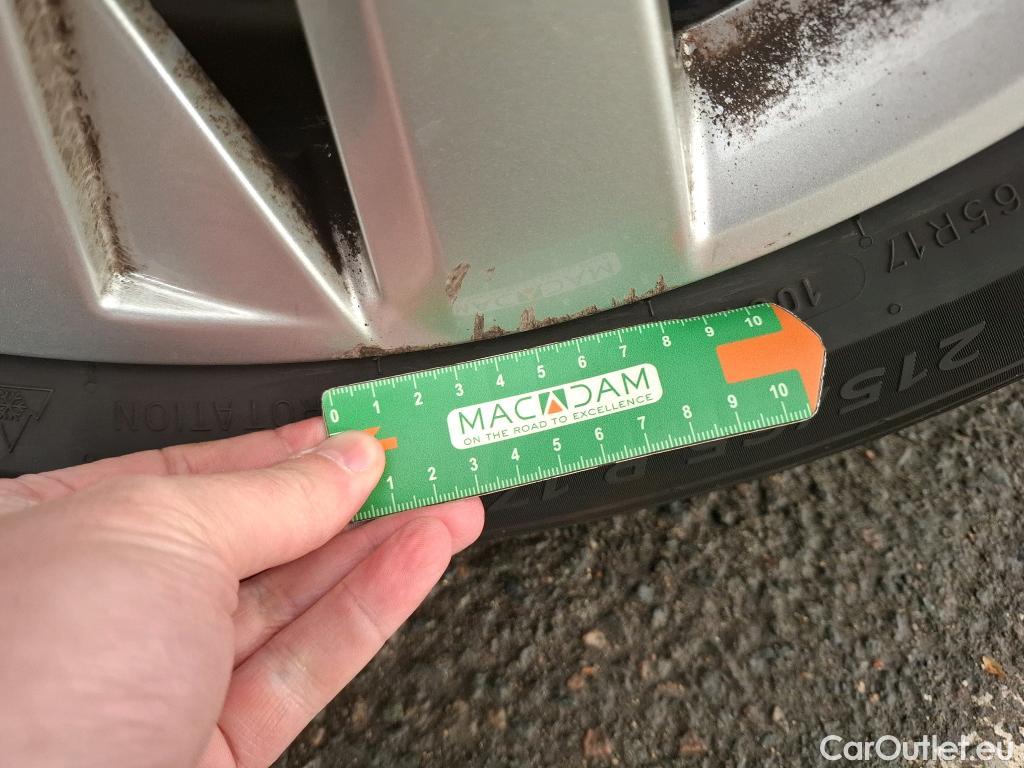 65R17
10
215
ROTATION
0 1 2 3 4 5 6 7 8 9 10
MACADAM
ON THE ROAD TO EXCELLENCE
1 2 3 4 5 6 7 8 9 10
CarOutlet.eu